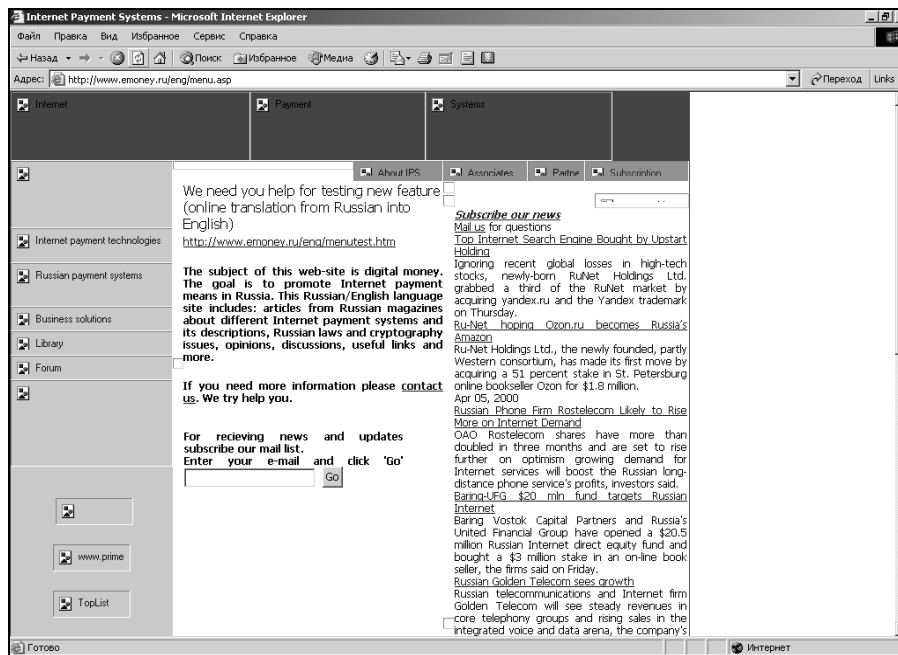 Internet Payment Systems - Microsoft Internet Explorer
Файл Правка Вид Избранное Сервис Справка
Назад Поиск Избранное Медиа
Адрес: http://www.emoney.ru/eng/menu.asp Переход Links
Internet Payment Systems
About IPS Associates Partne Subscription
Internet payment technologies
Russian payment systems
Business solutions
Library
Forum
www.prime
TopList
We need you help for testing new feature
(online translation from Russian into
English)
http://www.emoney.ru/eng/menutest.htm
The subject of this web-site is digital money.
The goal is to promote Internet payment
means in Russia. This Russian/English language
site includes: articles from Russian magazines
about different Internet payment systems and
its descriptions, Russian laws and cryptography
issues, opinions, discussions, useful links and
more.
If you need more information please contact
us. We try help you.
For recieving news and updates
subscribe our mail list.
Enter your e-mail and click 'Go'
Go
Subscribe our news
Mail us for questions
Top Internet Search Engine Bought by Upstart
Holding
Ignoring recent global losses in high-tech
stocks, newly-born RuNet Holdings Ltd.
grabbed a third of the RuNet market by
acquiring yandex.ru and the Yandex trademark
on Thursday.
Ru-Net hoping Ozon.ru becomes Russia's
Amazon
Ru-Net Holdings Ltd., the newly founded, partly
Western consortium, has made its first move by
acquiring a 51 percent stake in St. Petersburg
online bookseller Ozon for $1.8 million.
Apr 05, 2000
Russian Phone Firm Rostelecom Likely to Rise
More on Internet Demand
OAO Rostelecom shares have more than
doubled in three months and are set to rise
further on optimism growing demand for
Internet services will boost the Russian long-
distance phone service's profits, investors said.
Baring-UFG $20 mln fund targets Russian
Internet
Baring Vostok Capital Partners and Russia's
United Financial Group have opened a $20.5
million Russian Internet direct equity fund and
bought a $3 million stake in an on-line book
seller, the firms said on Friday.
Russian Golden Telecom sees growth
Russian telecommunications and Internet firm
Golden Telecom will see steady revenues in
core telephony groups and rising sales in the
integrated voice and data arena, the company's
Готово Интернет